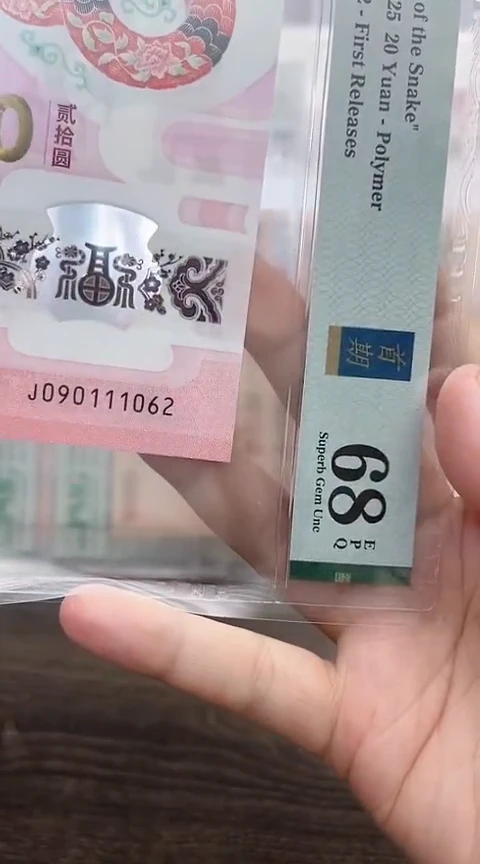 贰拾圆
J090111062
of the Snake"
25 20 Yuan - Polymer
- First Releases
首期
68
EPQ
Superb Gem Unc